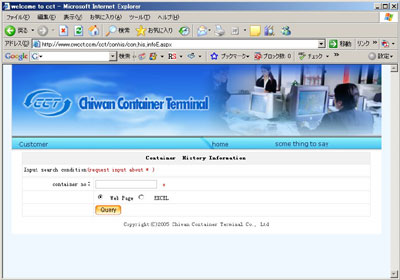 welcome to cct - Microsoft Internet Explorer
ファイル(F) 編集(E) 表示(V) お気に入り(A) ツール(T) ヘルプ(H)
戻る 検索 お気に入り
アドレス(D) http://www.cwcct.com/cct/conhis/con_his_infoE.aspx 移動 リンク
Google G 検索 RS ブックマーク ブロック数: 0 チェック 設定
CCT Chiwan Container Terminal
Customer home some thing to say
Container History Information
Input search condition(request input about * )
container no: *
Web Page EXCEL
Query
Copyright (C)2005 Chiwan Container Terminal Co., Ltd